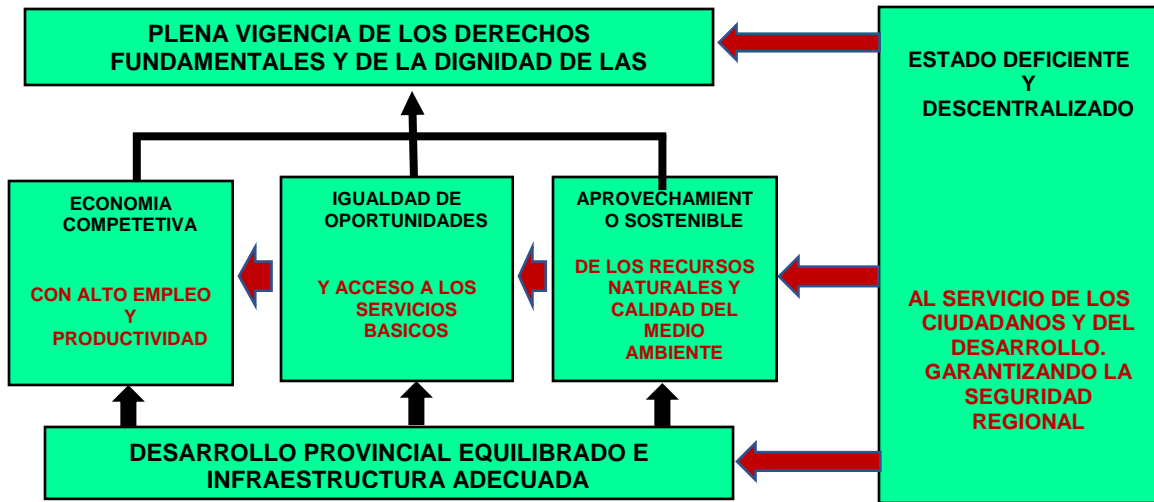 PLENA VIGENCIA DE LOS DERECHOS
FUNDAMENTALES Y DE LA DIGNIDAD DE LAS
ESTADO DEFICIENTE
Y
DESCENTRALIZADO
AL SERVICIO DE LOS
CIUDADANOS Y DEL
DESARROLLO.
GARANTIZANDO LA
SEGURIDAD
REGIONAL
ECONOMIA
COMPETETIVA
CON ALTO EMPLEO
Y
PRODUCTIVIDAD
IGUALDAD DE
OPORTUNIDADES
Y ACCESO A LOS
SERVICIOS
BASICOS
APROVECHAMIENT
O SOSTENIBLE
DE LOS RECURSOS
NATURALES Y
CALIDAD DEL
MEDIO
AMBIENTE
DESARROLLO PROVINCIAL EQUILIBRADO E
INFRAESTRUCTURA ADECUADA